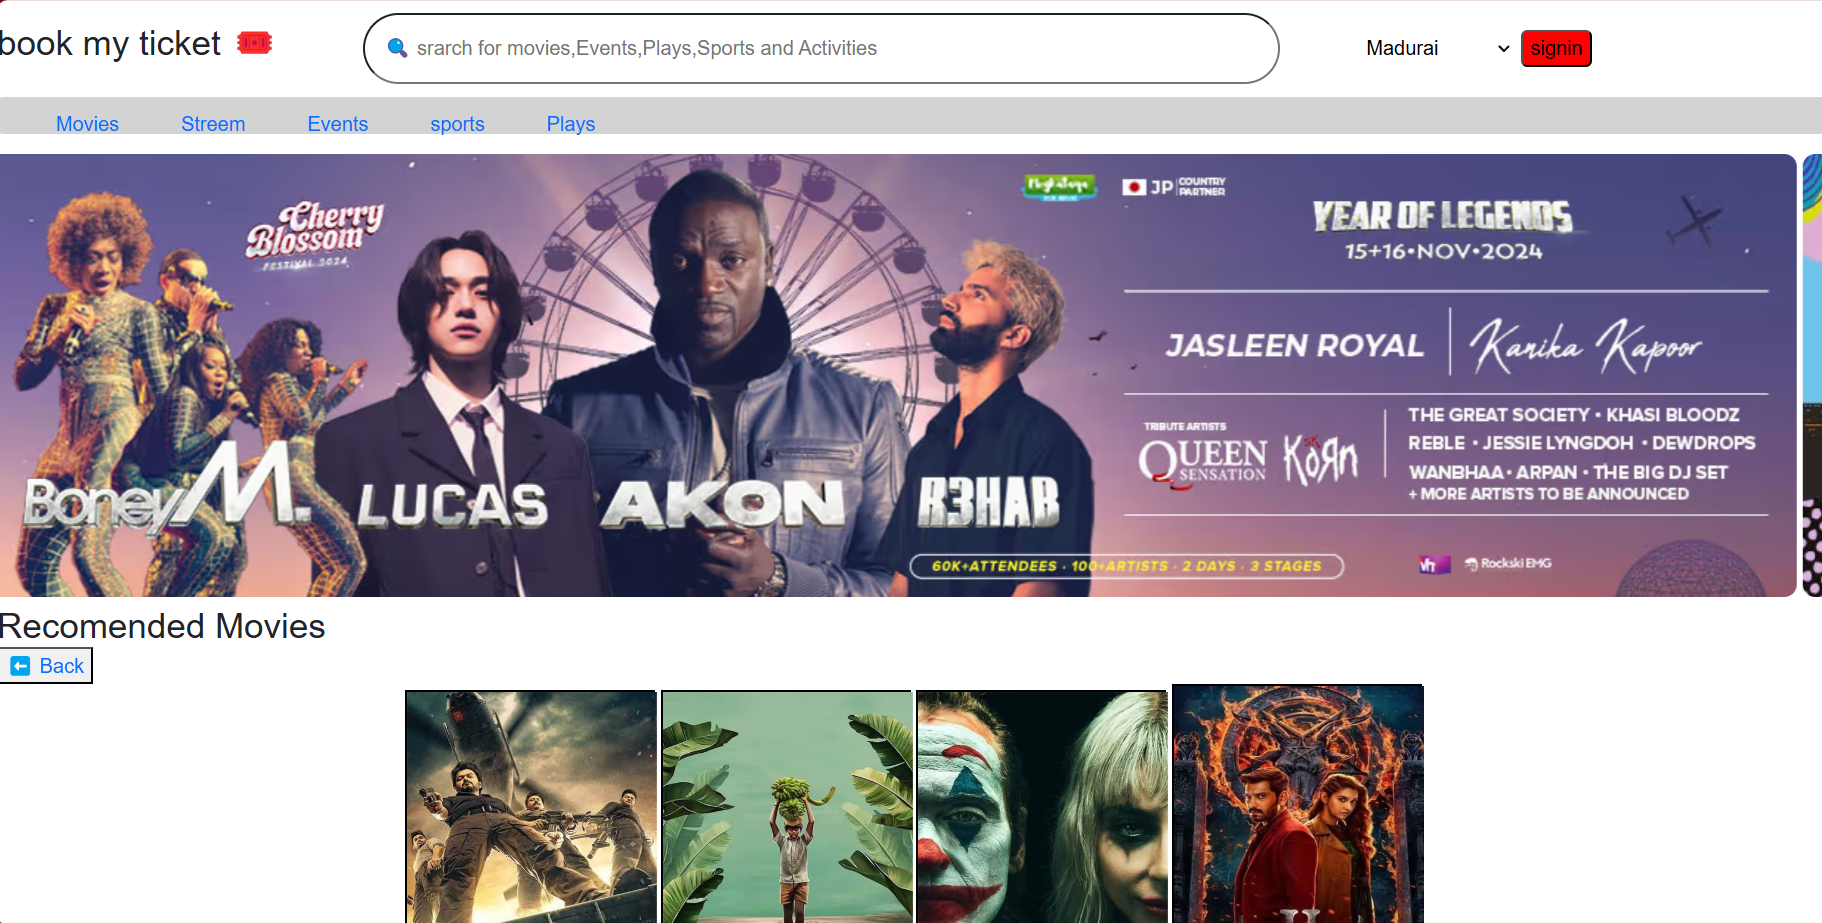 book my ticket
srarch for movies,Events,Plays,Sports and Activities
Madurai
signin
Movies Streem Events sports Plays
Cherry
Blossom
FESTIVAL 2024
Meghalaya
JP COUNTRY
PARTNER
YEAR OF LEGENDS
15+16•NOV•2024
JASLEEN ROYAL
Kanika Kapoor
TRIBUTE ARTISTS
QUEEN
SENSATION
KoЯn
THE GREAT SOCIETY • KHASI BLOODZ
REBLE • JESSIE LYNGDOH • DEWDROPS
WANBHAA • ARPAN • THE BIG DJ SET
+ MORE ARTISTS TO BE ANNOUNCED
Boney M.
LUCAS
AKON
R3HAB
60K+ATTENDEES · 100+ARTISTS · 2 DAYS · 3 STAGES
vh1
Rockski EMG
Recomended Movies
Back